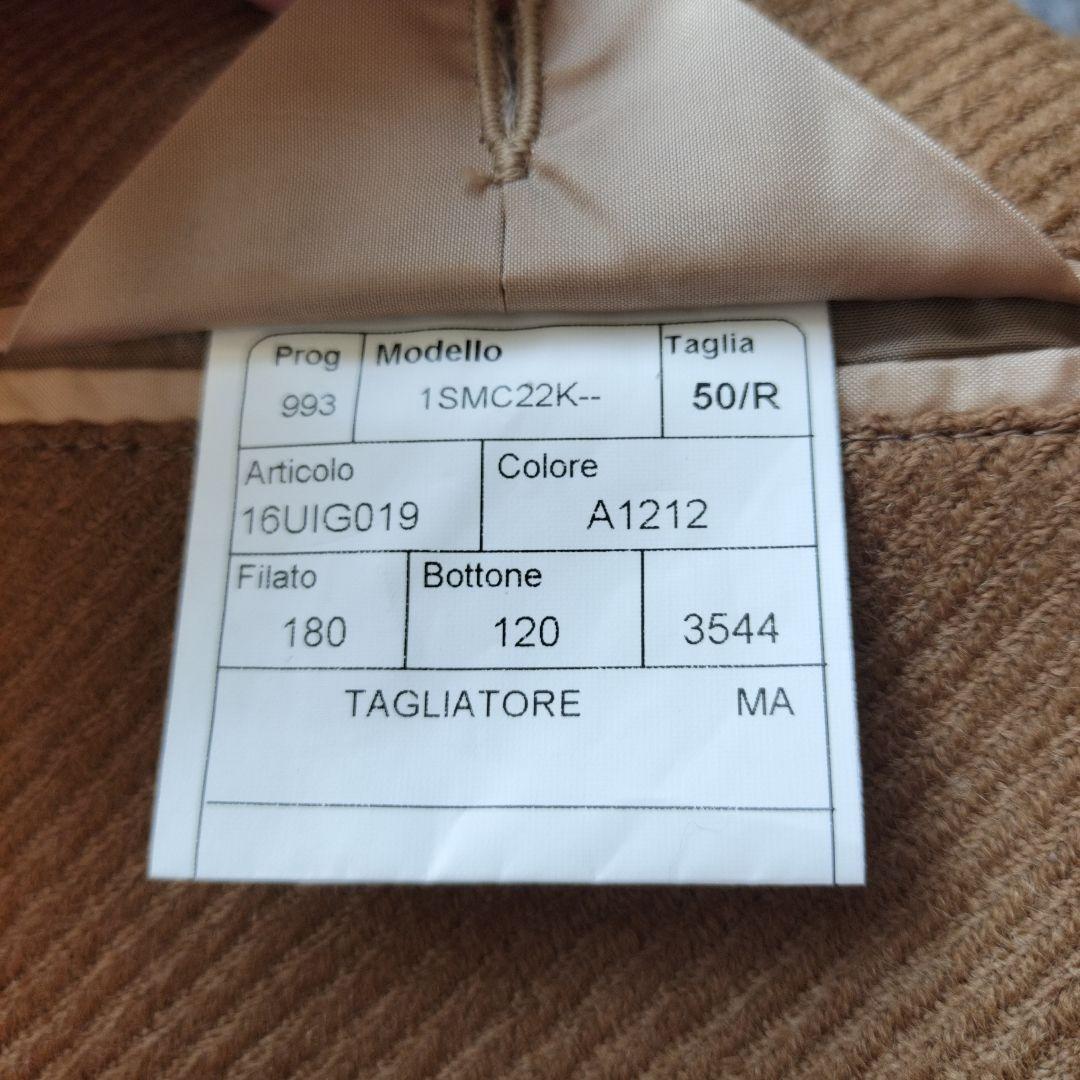 Prog Modello Taglia
993 1SMC22K-- 50/R
Articolo Colore
16UIG019 A1212
Filato Bottone
180 120 3544
TAGLIATORE MA